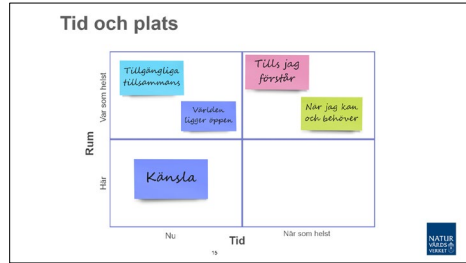 Tid och plats
Tillgängliga
tillsammans
Tills jag
förstår
Världen
ligger öppen
När jag kan
och behöver
Var som helst
Rum
Här
Känsla
Nu
Tid
När som helst
15
NATUR
VÅRDS
VERKET